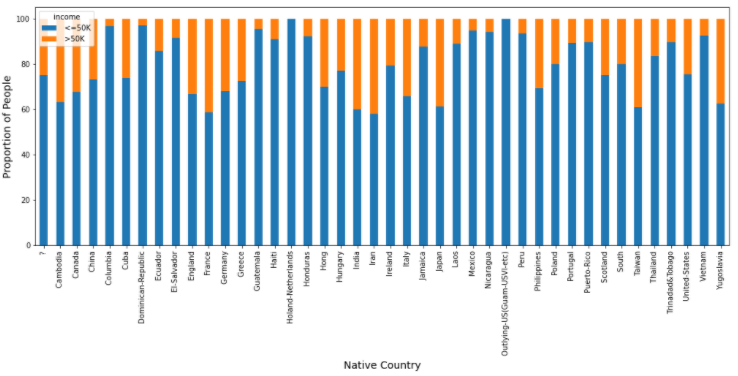 income
<=50K
>50K
Proportion of People
100
80
60
40
20
0
?
Cambodia
Canada
China
Columbia
Cuba
Dominican-Republic
Ecuador
El-Salvador
England
France
Germany
Greece
Guatemala
Haiti
Holand-Netherlands
Honduras
Hong
Hungary
India
Iran
Ireland
Italy
Jamaica
Japan
Laos
Mexico
Nicaragua
Outlying-US(Guam-USVI-etc)
Peru
Philippines
Poland
Portugal
Puerto-Rico
Scotland
South
Taiwan
Thailand
Trinadad&Tobago
United-States
Vietnam
Yugoslavia
Native Country